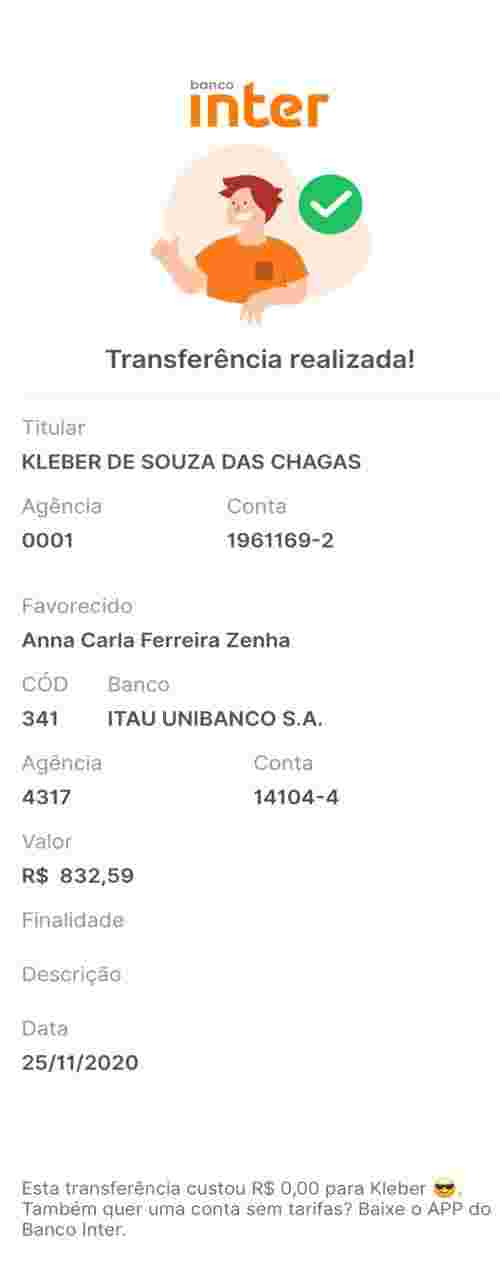 banco
inter
Transferência realizada!
Titular
KLEBER DE SOUZA DAS CHAGAS
Agência Conta
0001 1961169-2
Favorecido
Anna Carla Ferreira Zenha
CÓD Banco
341 ITAU UNIBANCO S.A.
Agência Conta
4317 14104-4
Valor
R$ 832,59
Finalidade
Descrição
Data
25/11/2020
Esta transferência custou R$ 0,00 para Kleber 😎.
Também quer uma conta sem tarifas? Baixe o APP do
Banco Inter.